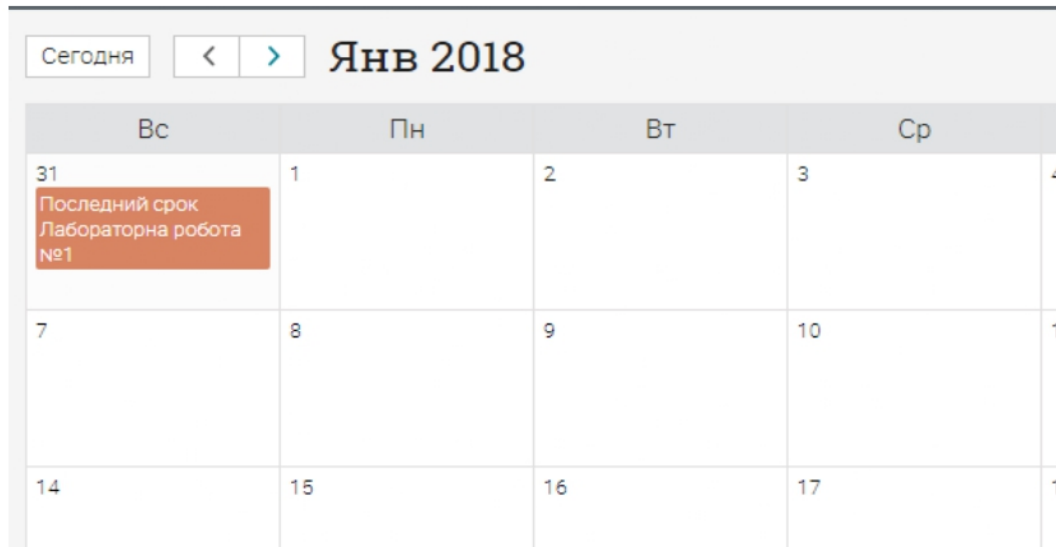 Сегодня < > Янв 2018
Вс Пн Вт Ср
31 1 2 3
Последний срок
Лабораторна робота
№1
7 8 9 10
14 15 16 17